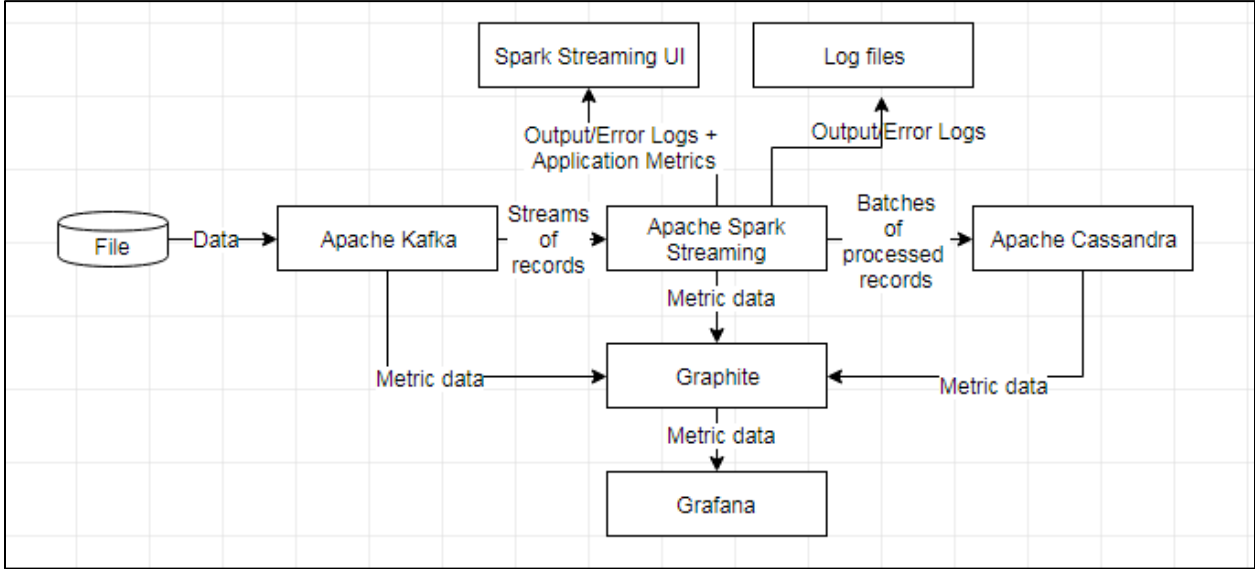 Spark Streaming UI
Log files
Output/Error Logs +
Application Metrics
Output/Error Logs
File
Data
Apache Kafka
Streams
of
records
Apache Spark
Streaming
Batches
of
processed
records
Apache Cassandra
Metric data
Metric data
Graphite
Metric data
Metric data
Grafana